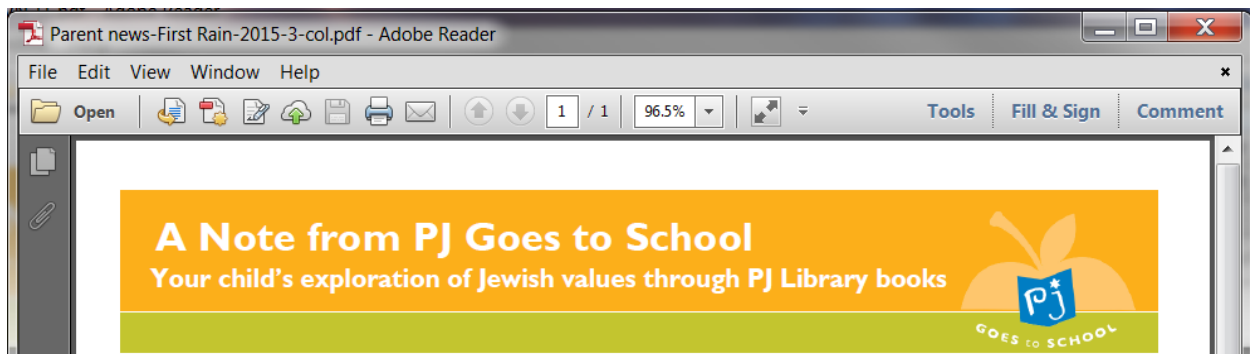 Parent news-First Rain-2015-3-col.pdf - Adobe Reader
File Edit View Window Help
Open 1 / 1 96.5% Tools Fill & Sign Comment
A Note from PJ Goes to School
Your child's exploration of Jewish values through PJ Library books
PJ
GOES to SCHOOL